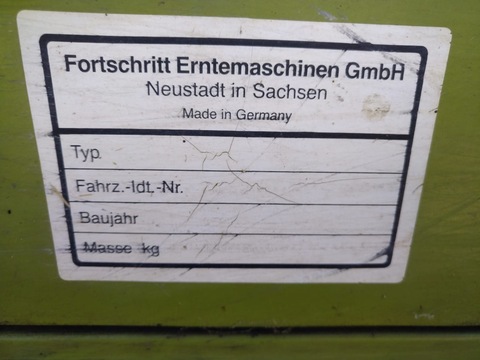 Fortschritt Erntemaschinen GmbH
Neustadt in Sachsen
Made in Germany
Typ
Fahrz.-Idt.-Nr.
Baujahr
Masse kg